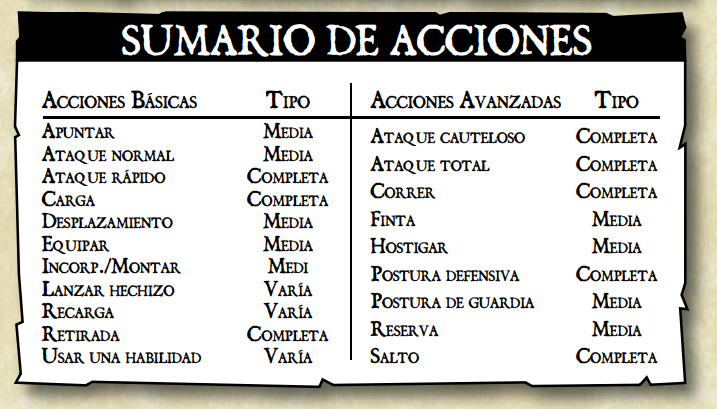 SUMARIO DE ACCIONES
ACCIONES BÁSICAS TIPO
APUNTAR MEDIA
ATAQUE NORMAL MEDIA
ATAQUE RÁPIDO COMPLETA
CARGA COMPLETA
DESPLAZAMIENTO MEDIA
EQUIPAR MEDIA
INCORP./MONTAR MEDI
LANZAR HECHIZO VARÍA
RECARGA VARÍA
RETIRADA COMPLETA
USAR UNA HABILIDAD VARÍA
ACCIONES AVANZADAS TIPO
ATAQUE CAUTELOSO COMPLETA
ATAQUE TOTAL COMPLETA
CORRER COMPLETA
FINTA MEDIA
HOSTIGAR MEDIA
POSTURA DEFENSIVA COMPLETA
POSTURA DE GUARDIA MEDIA
RESERVA MEDIA
SALTO COMPLETA